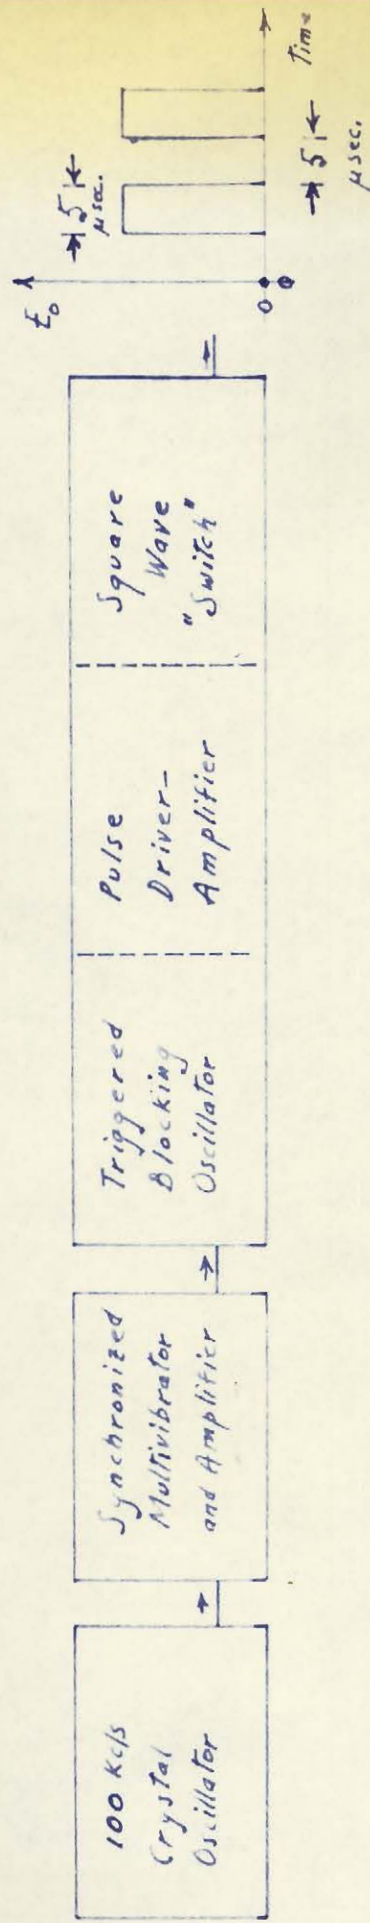 100 Kc/s
Crystal
Oscillator
Synchronized
Multivibrator
and Amplifier
Triggered
Blocking
Oscillator
Pulse
Driver-
Amplifier
Square
Wave
"Switch"
E₀
5
μsec.
0
0
Time
5
μsec.